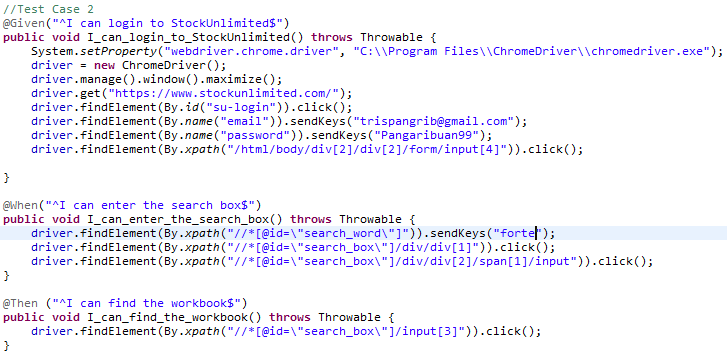 //Test Case 2
@Given("^I can login to StockUnlimited$")
public void I_can_login_to_StockUnlimited() throws Throwable {
System.setProperty("webdriver.chrome.driver", "C:\\Program Files\\ChromeDriver\\chromedriver.exe");
driver = new ChromeDriver();
driver.manage().window().maximize();
driver.get("https://www.stockunlimited.com/");
driver.findElement(By.id("su-login")).click();
driver.findElement(By.name("email")).sendKeys("trispangrib@gmail.com");
driver.findElement(By.name("password")).sendKeys("Pangaribuan99");
driver.findElement(By.xpath("/html/body/div[2]/div[2]/form/input[4]")).click();
}
@When("^I can enter the search box$")
public void I_can_enter_the_search_box() throws Throwable {
driver.findElement(By.xpath("//*[@id=\"search_word\"]")).sendKeys("forte");
driver.findElement(By.xpath("//*[@id=\"search_box\"]/div/div[1]")).click();
driver.findElement(By.xpath("//*[@id=\"search_box\"]/div/div[2]/span[1]/input")).click();
}
@Then ("^I can find the workbook$")
public void I_can_find_the_workbook() throws Throwable {
driver.findElement(By.xpath("//*[@id=\"search_box\"]/input[3]")).click();
}